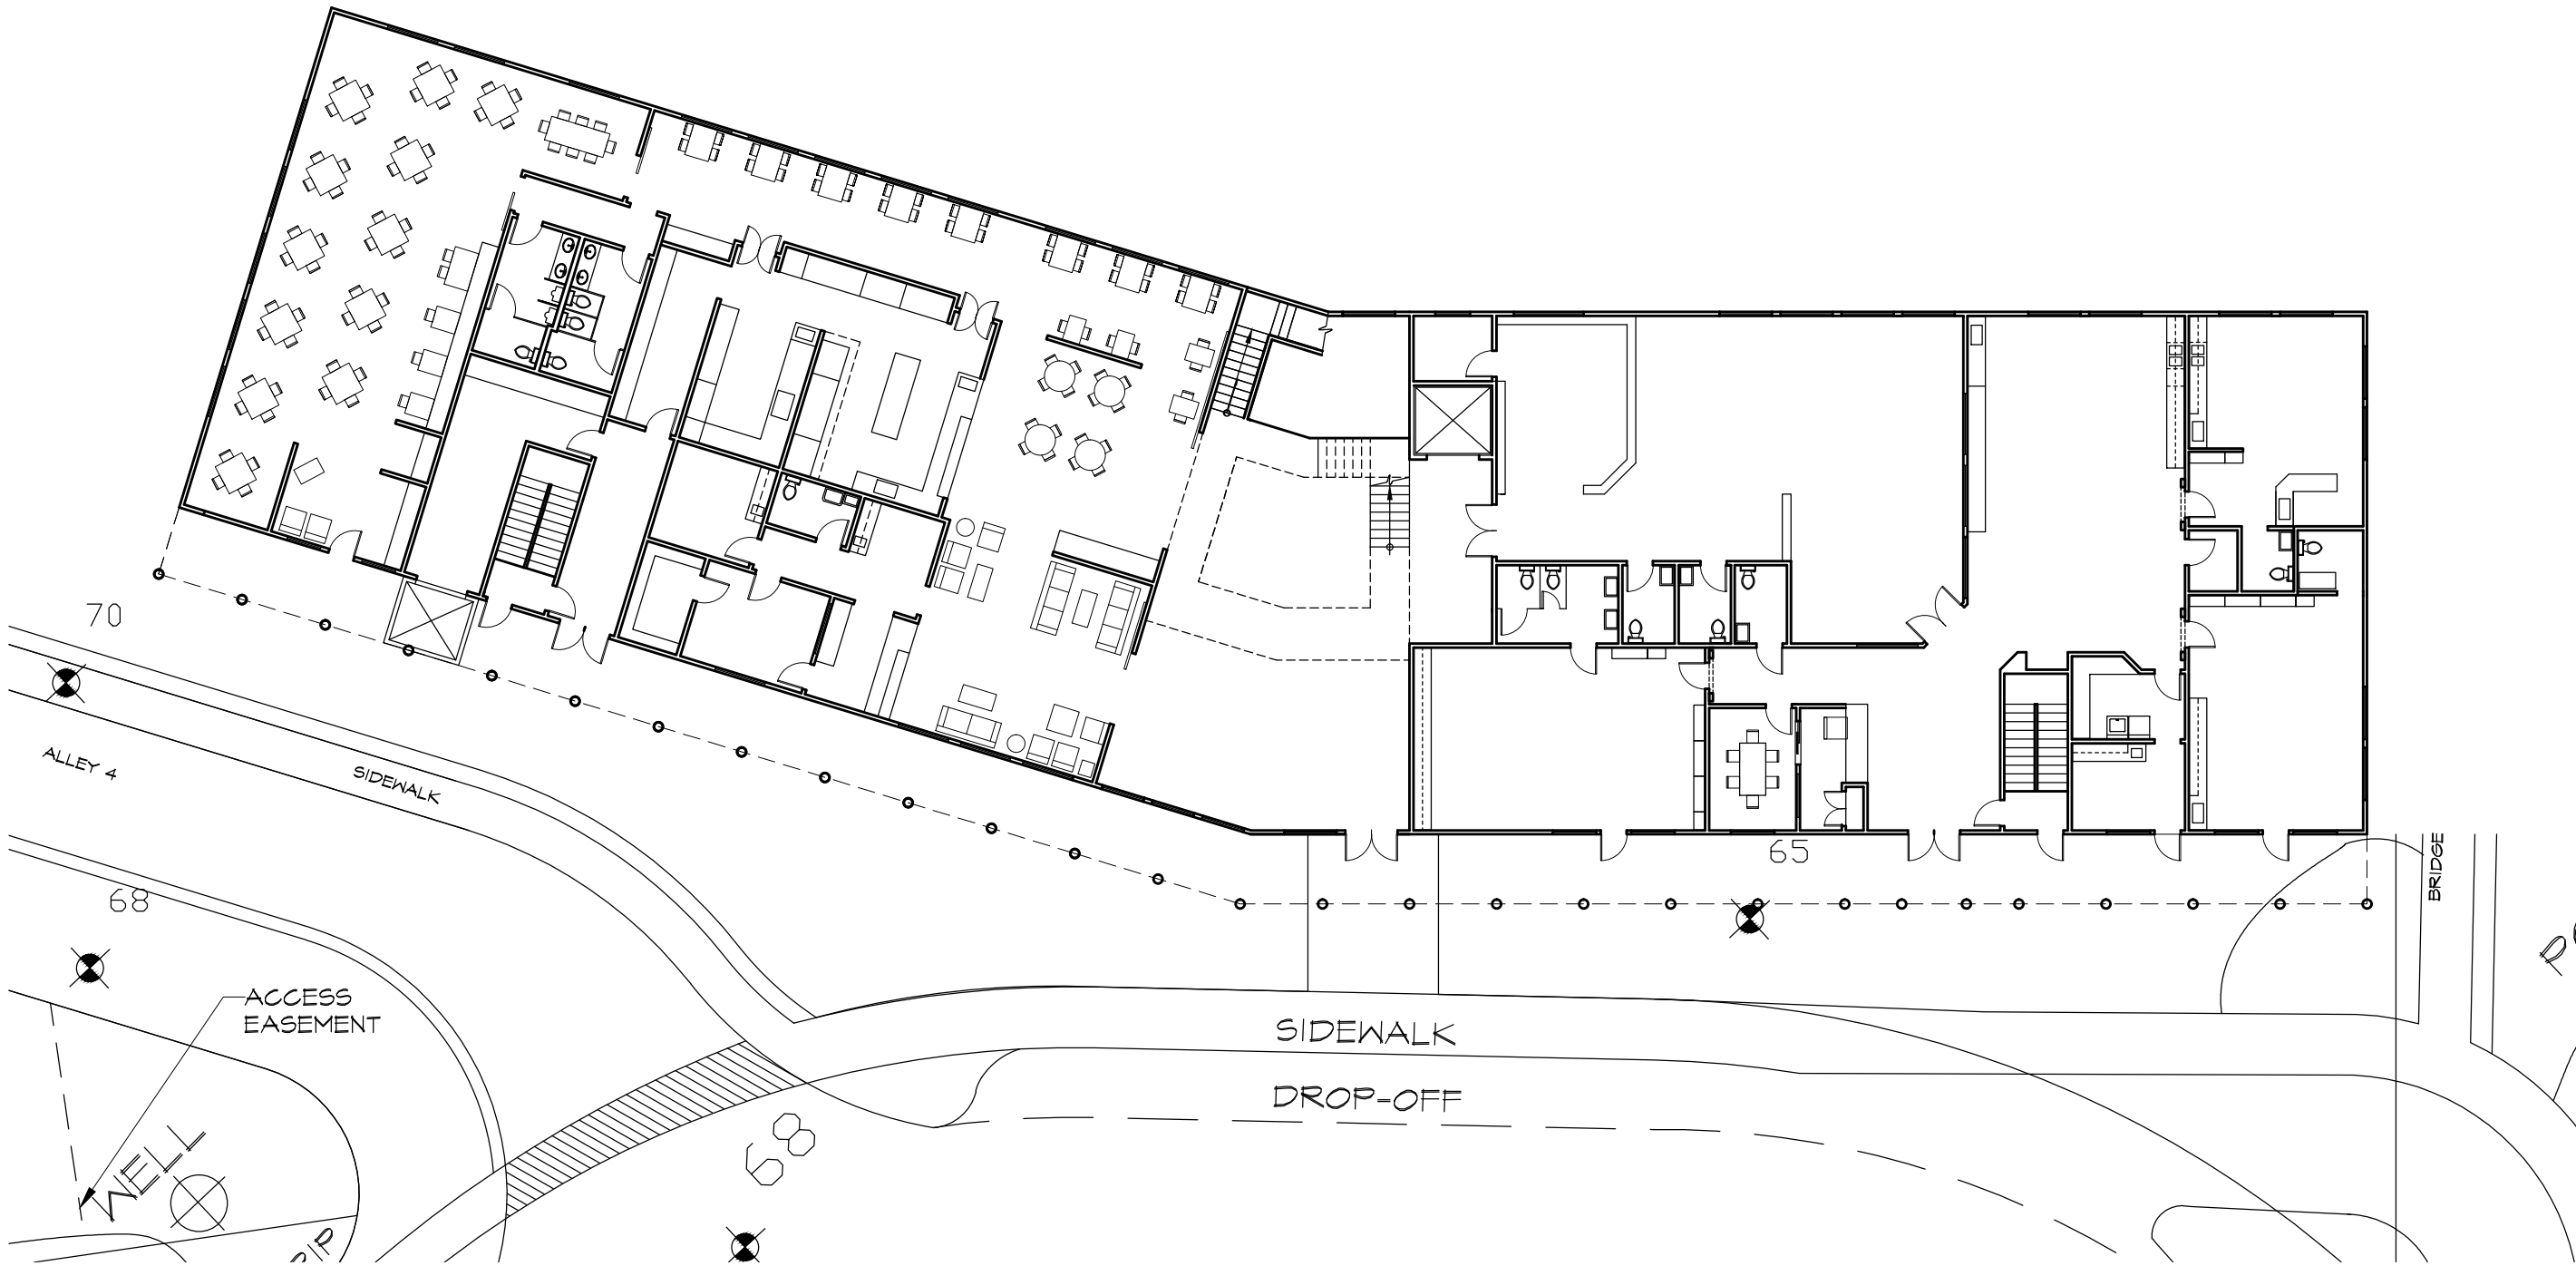 70
65
BRIDGE
ALLEY 4
SIDEWALK
68
ACCESS
EASEMENT
SIDEWALK
DROP-OFF
68
WELL